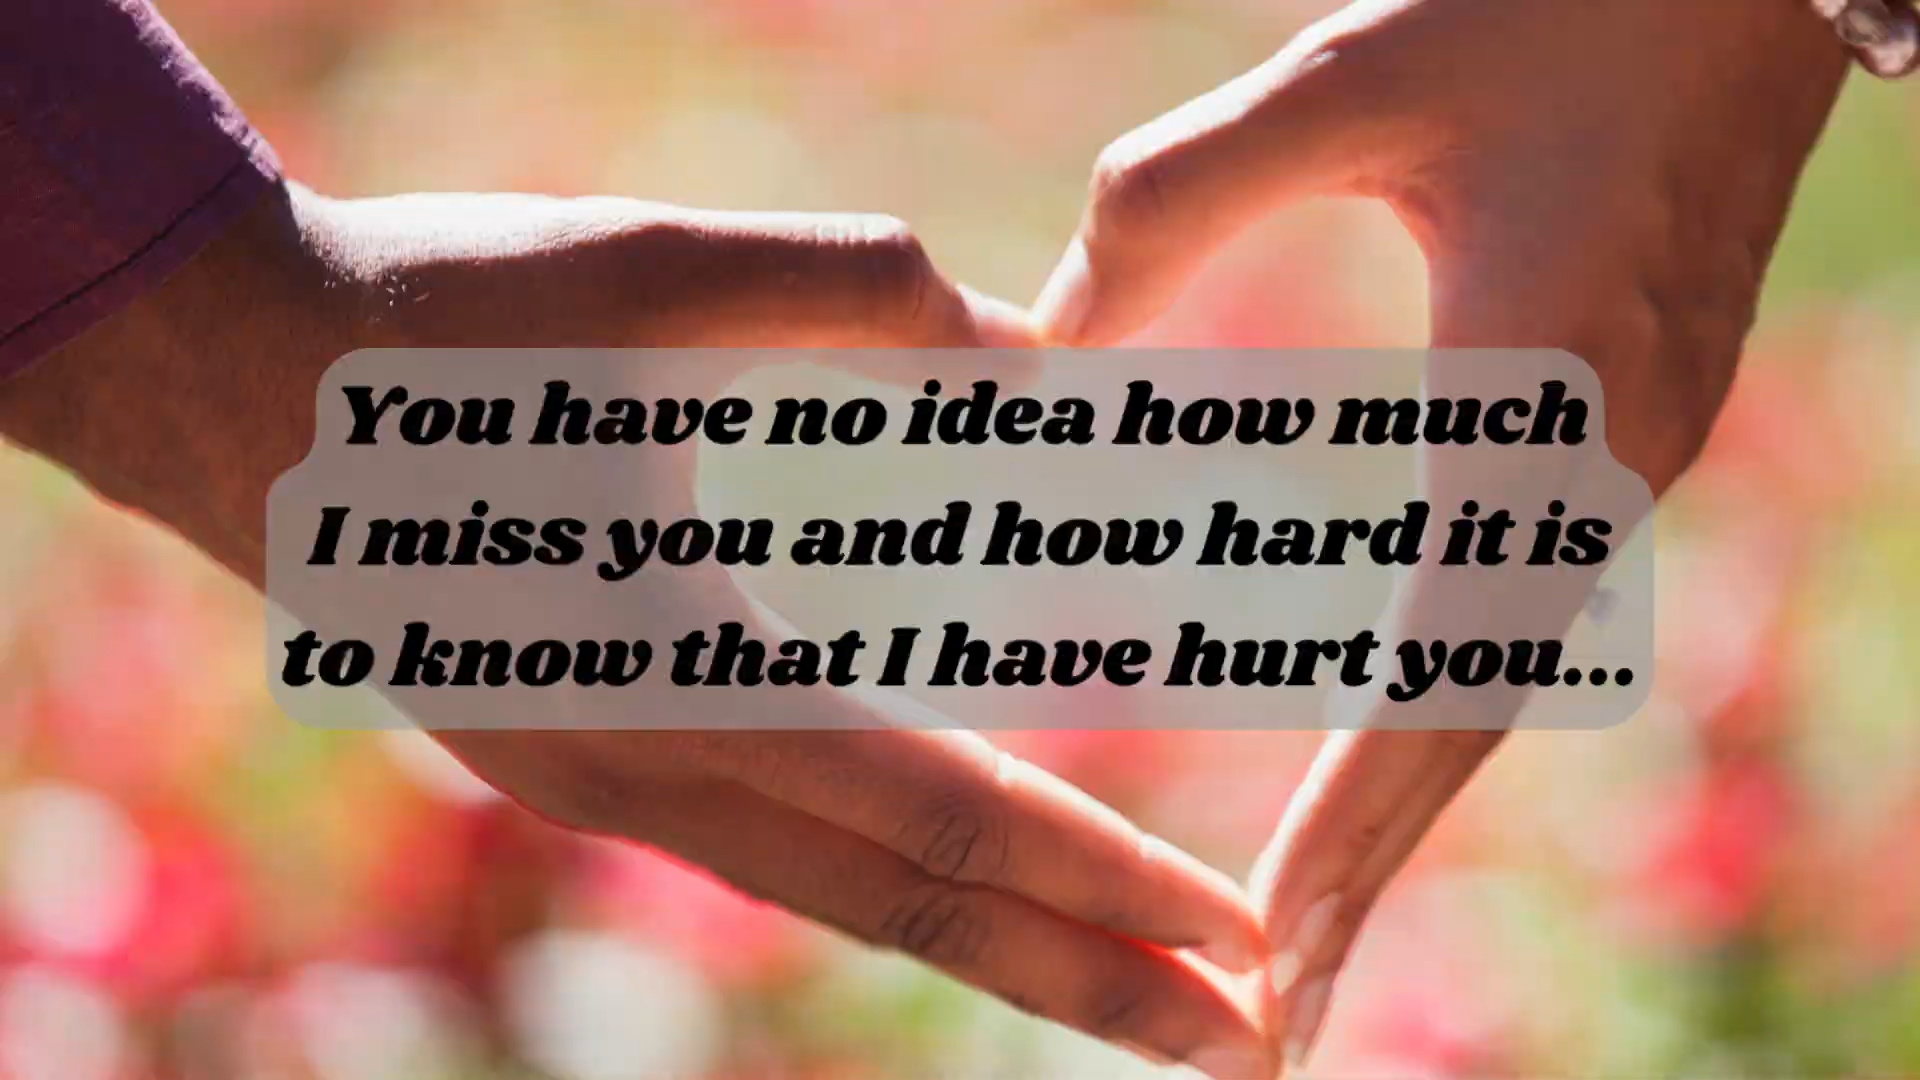 You have no idea how much
I miss you and how hard it is
to know that I have hurt you...